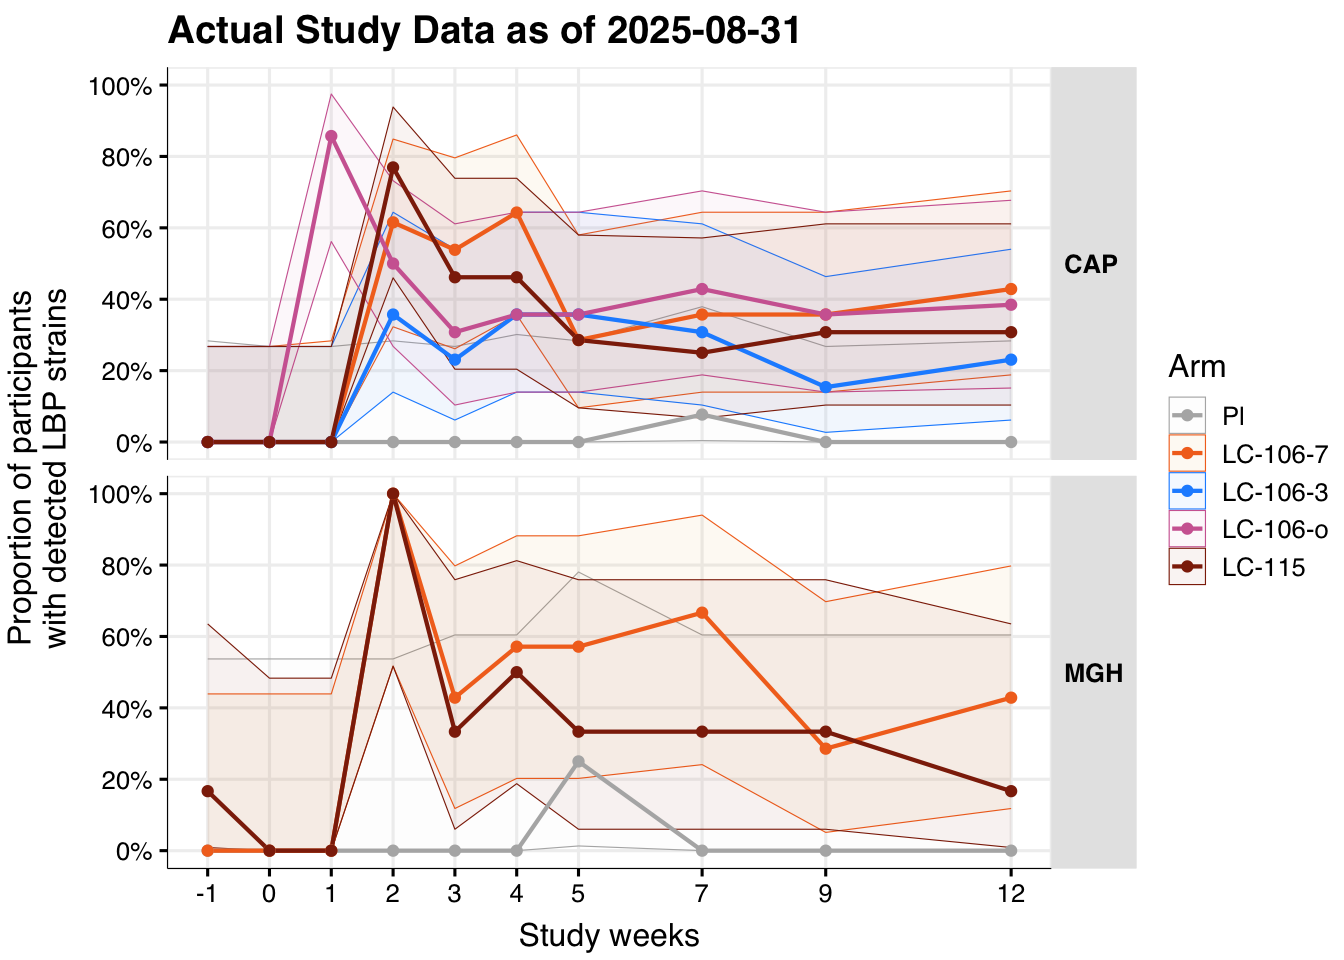 Actual Study Data as of 2025-08-31
Proportion of participants
with detected LBP strains
100%
80%
60%
40%
20%
0%
CAP
100%
80%
60%
40%
20%
0%
MGH
-1 0 1 2 3 4 5 7 9 12
Study weeks
Arm
Pl
LC-106-7
LC-106-3
LC-106-o
LC-115